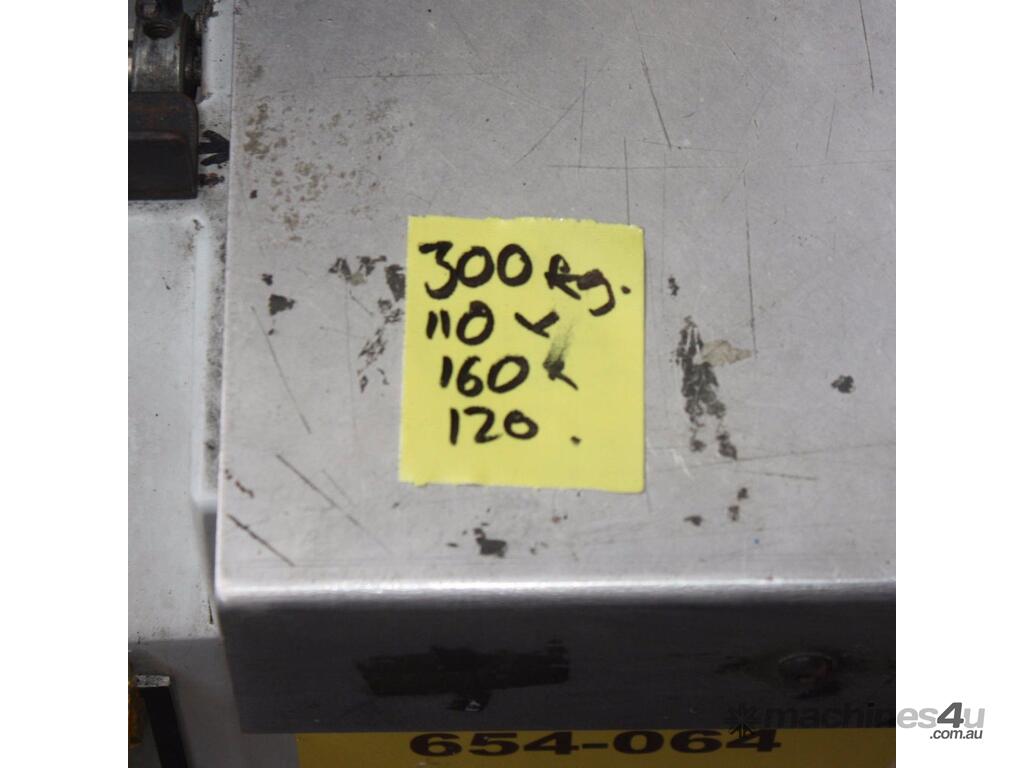 300 kg.
110 x
160 x
120.
654-064
machines4u
.com.au